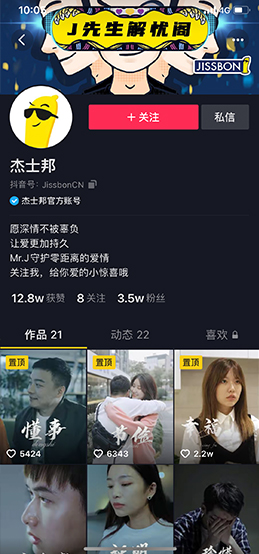 10:05
4G
J先生解忧阁
JISSBON
+ 关注
私信
杰士邦
抖音号: JissbonCN
杰士邦官方账号
愿深情不被辜负
让爱更加持久
Mr.J守护零距离的爱情
关注我，给你爱的小惊喜哦
12.8w 获赞 8 关注 3.5w 粉丝
作品 21 动态 22 喜欢
置顶 置顶 置顶
懂事
5424 6343 2.2w